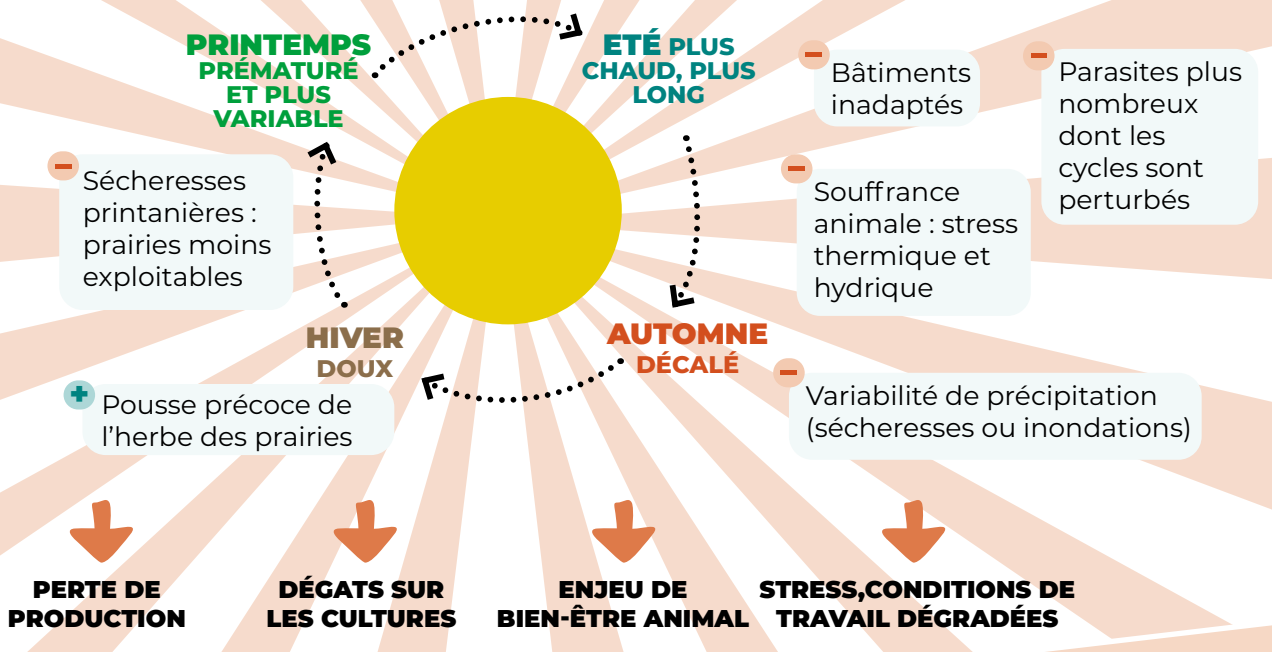 PRINTEMPS
PRÉMATURÉ
ET PLUS
VARIABLE
ETÉ PLUS
CHAUD, PLUS
LONG
Bâtiments
inadaptés
Parasites plus
nombreux
dont les
cycles sont
perturbés
Sécheresses
printanières :
prairies moins
exploitables
Souffrance
animale : stress
thermique et
hydrique
HIVER
DOUX
AUTOMNE
DÉCALÉ
Pousse précoce de
l’herbe des prairies
Variabilité de précipitation
(sécheresses ou inondations)
PERTE DE
PRODUCTION
DÉGATS SUR
LES CULTURES
ENJEU DE
BIEN-ÊTRE ANIMAL
STRESS,CONDITIONS DE
TRAVAIL DÉGRADÉES